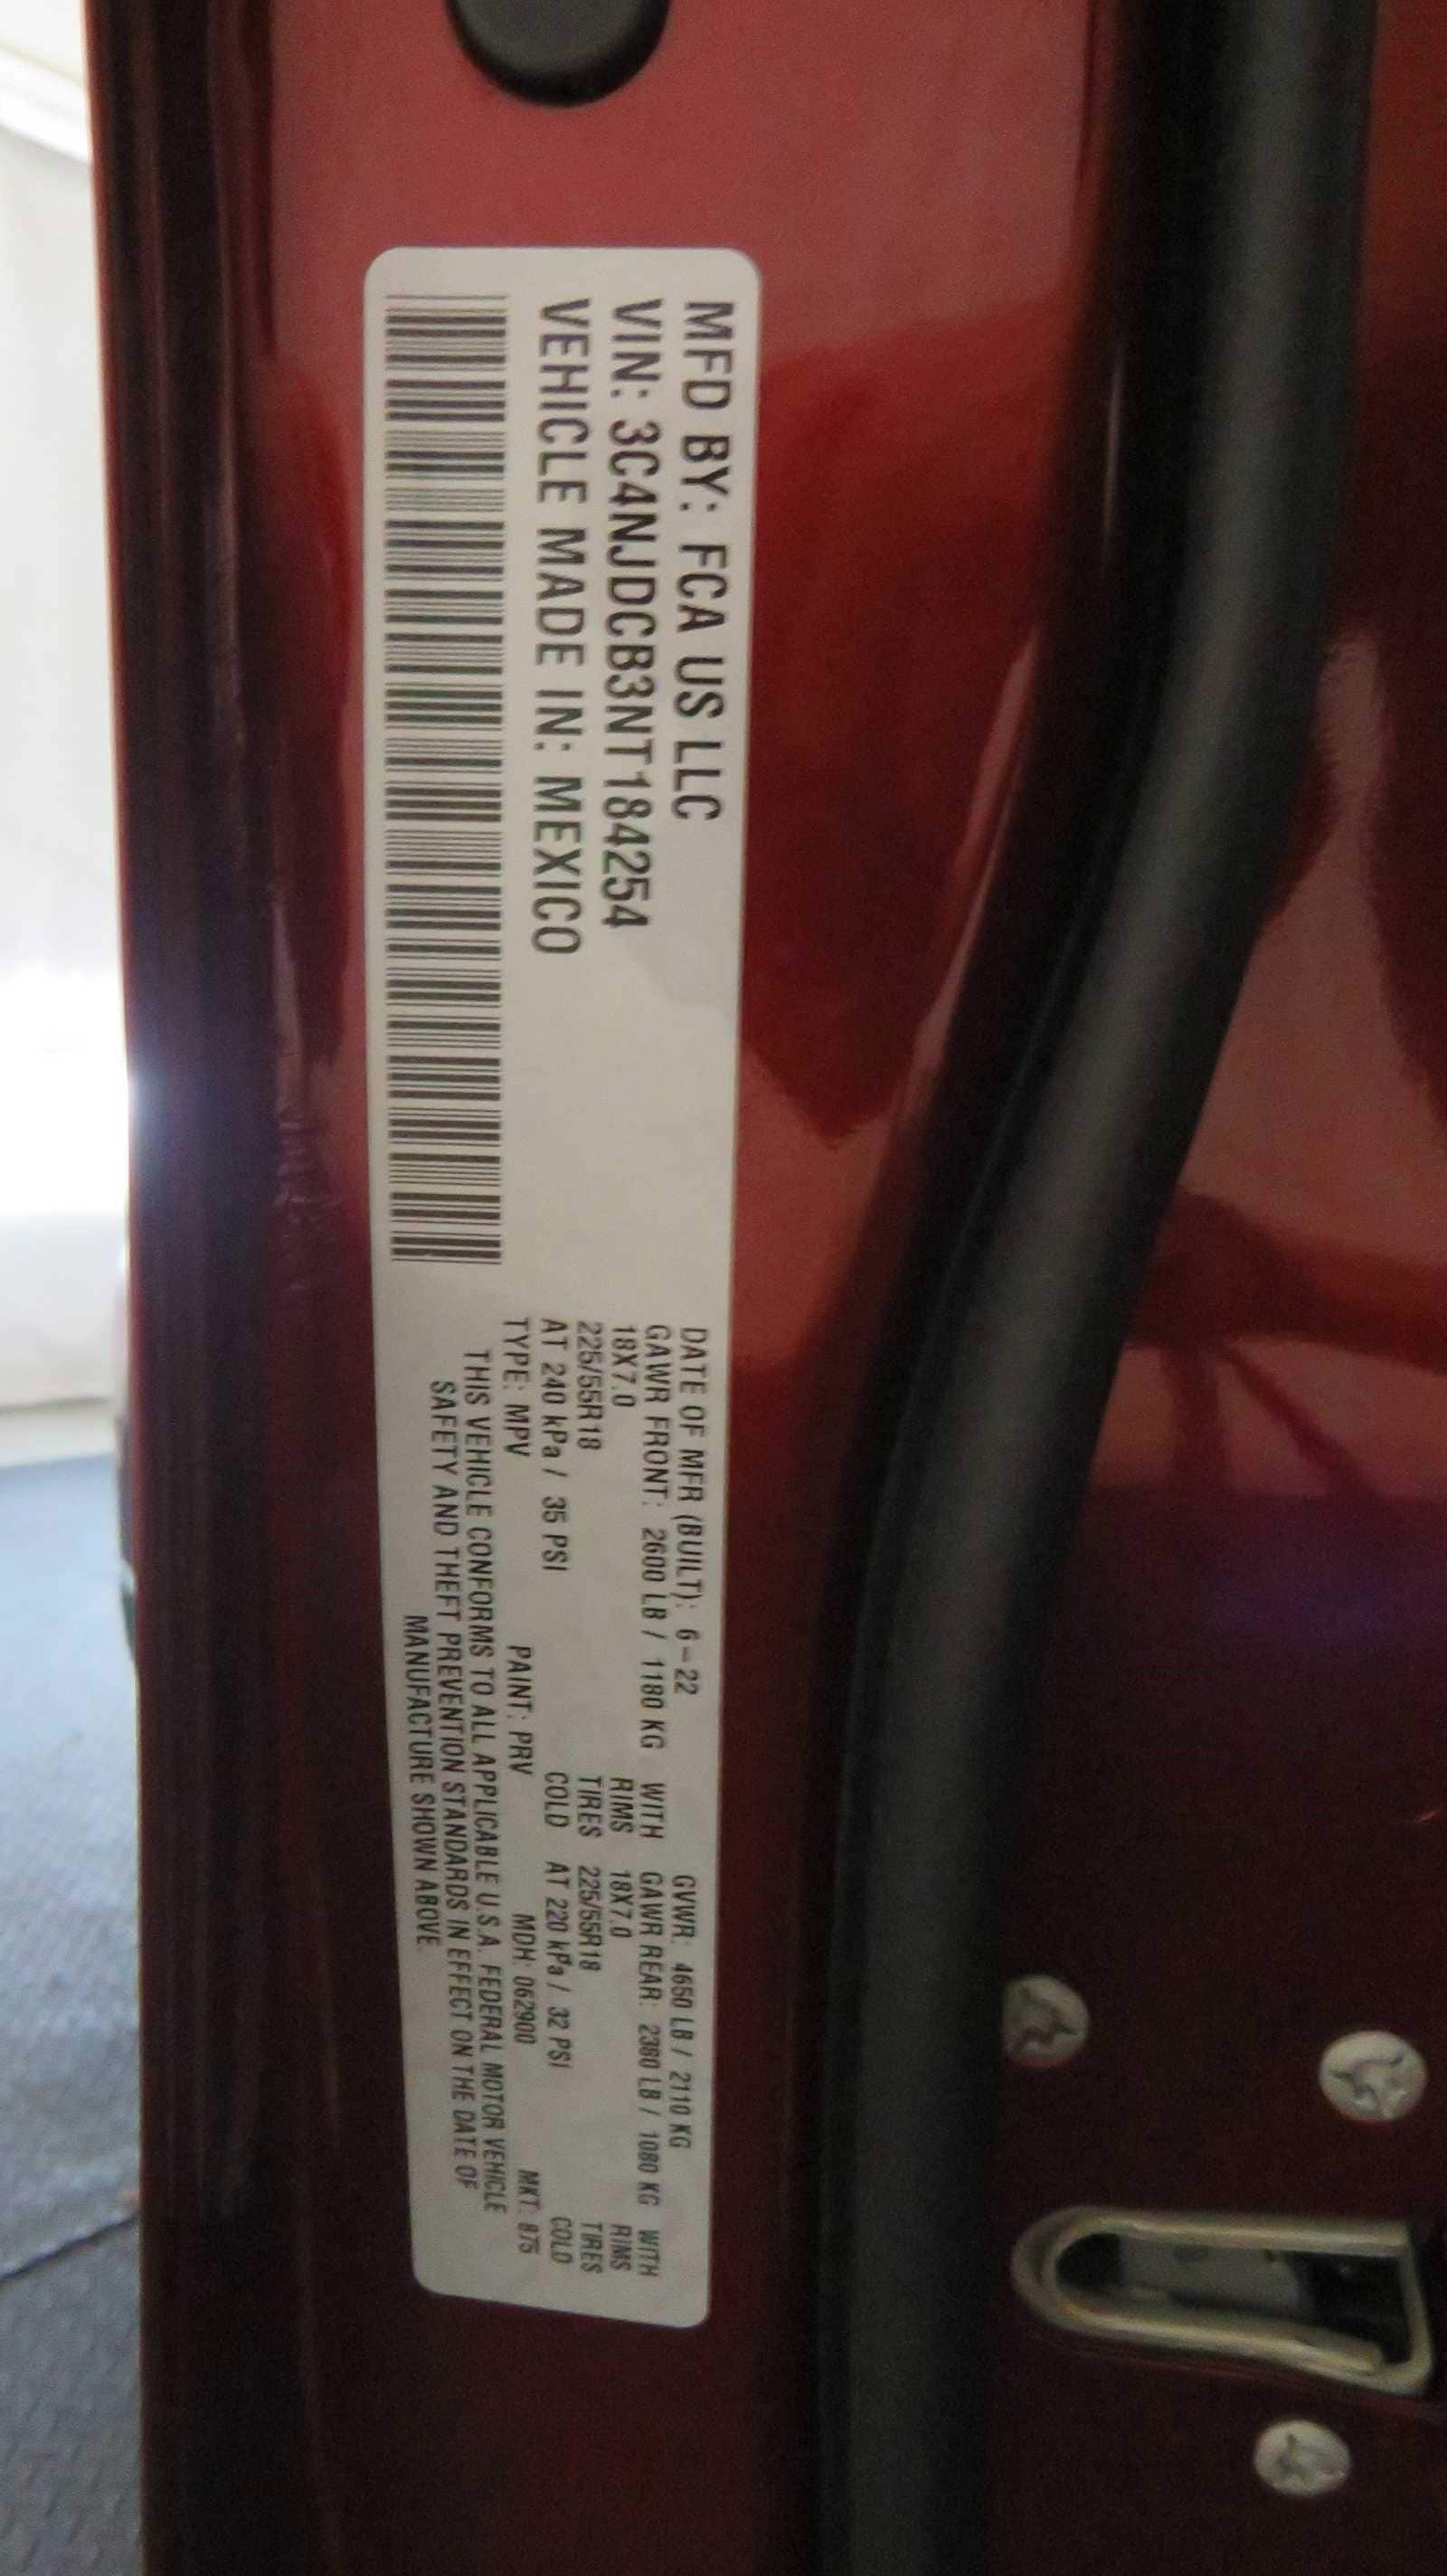 MFD BY: FCA US LLC
VIN: 3C4NJDCB3NT184254
VEHICLE MADE IN: MEXICO
DATE OF MFR (BUILT): 6-22 GVWR: 4650 LB / 2110 KG
GAWR FRONT: 2600 LB / 1180 KG WITH GAWR REAR: 2380 LB / 1080 KG WITH
18X7.0 RIMS 18X7.0 RIMS
225/55R18 TIRES 225/55R18 TIRES
AT 240 kPa / 35 PSI COLD AT 220 kPa / 32 PSI COLD
TYPE: MPV PAINT: PRV MDH: 062900 MKT: 875
THIS VEHICLE CONFORMS TO ALL APPLICABLE U.S.A. FEDERAL MOTOR VEHICLE
SAFETY AND THEFT PREVENTION STANDARDS IN EFFECT ON THE DATE OF
MANUFACTURE SHOWN ABOVE.